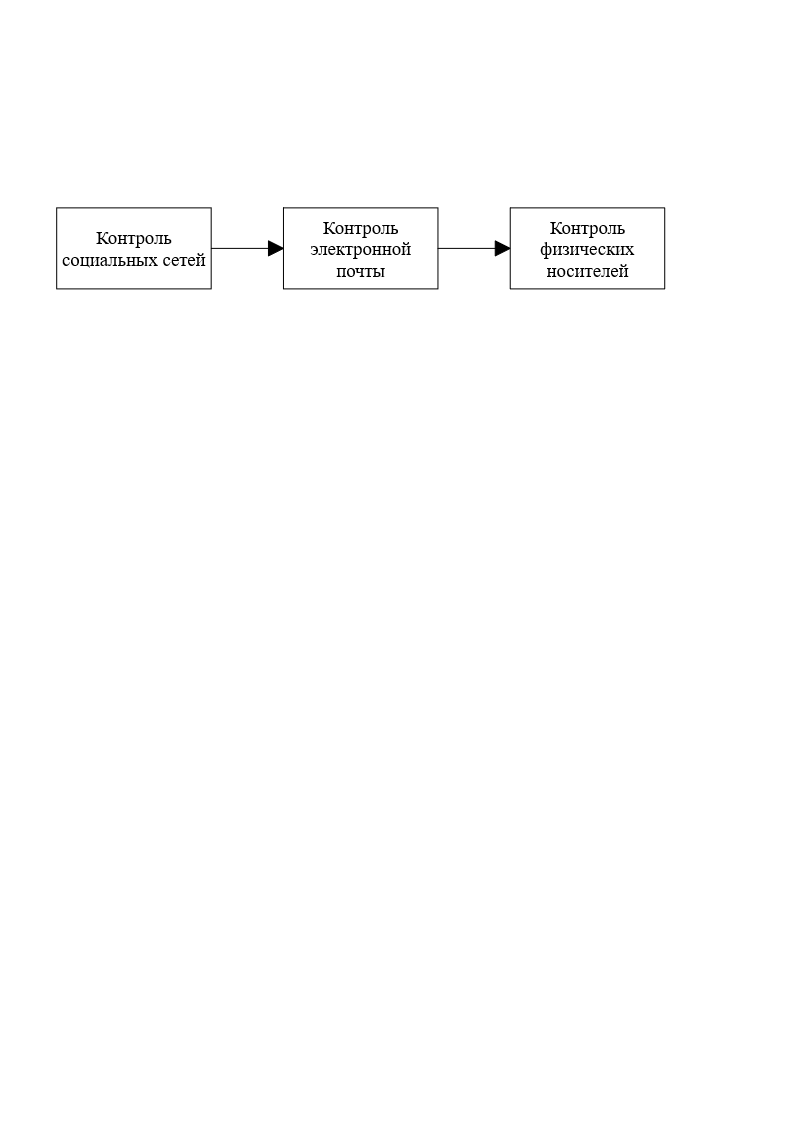 Контроль
социальных сетей
Контроль
электронной
почты
Контроль
физических
носителей